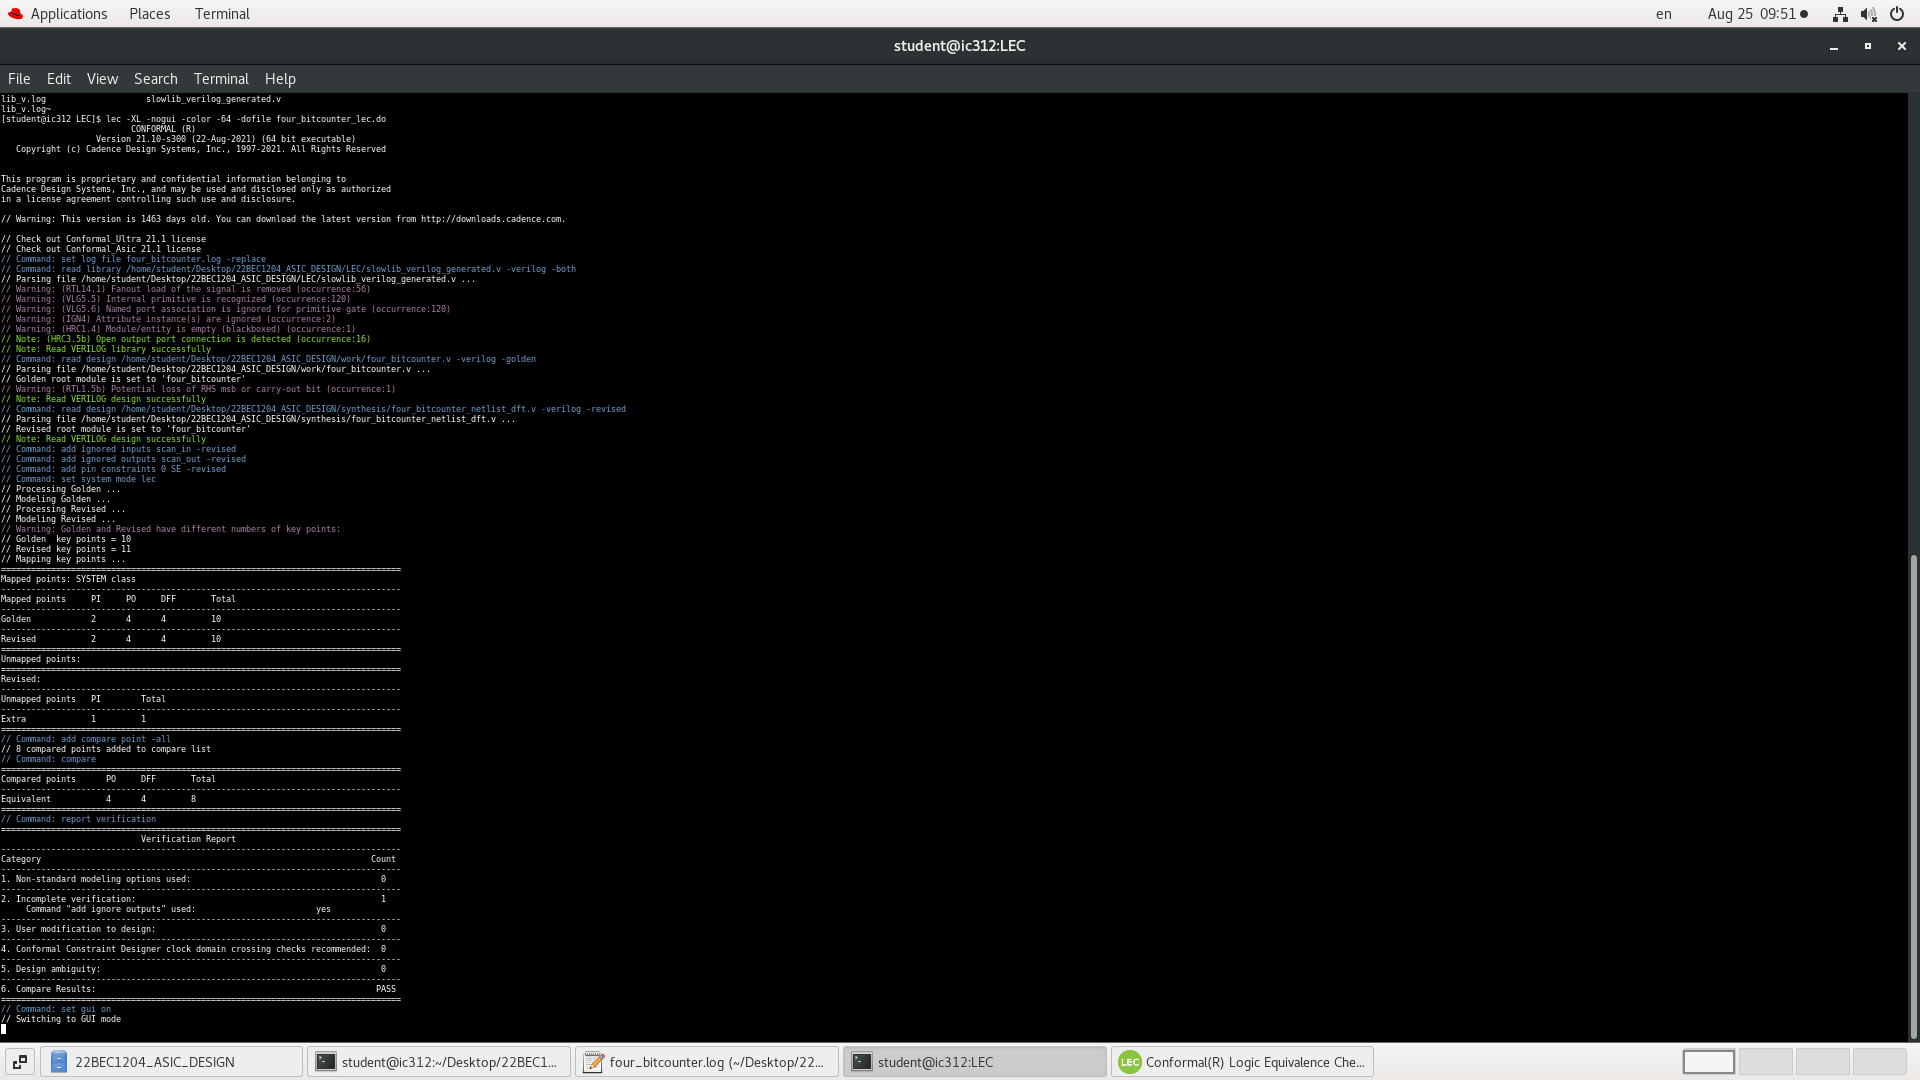 Applications Places Terminal en Aug 25 09:51
student@ic312:LEC
File Edit View Search Terminal Help
lib_v.log slowlib_verilog_generated.v
lib_v.log~
[student@ic312 LEC]$ lec -XL -nogui -color -64 -dofile four_bitcounter_lec.do
CONFORMAL (R)
Version 21.10-s300 (22-Aug-2021) (64 bit executable)
Copyright (c) Cadence Design Systems, Inc., 1997-2021. All Rights Reserved
This program is proprietary and confidential information belonging to
Cadence Design Systems, Inc., and may be used and disclosed only as authorized
in a license agreement controlling such use and disclosure.
// Warning: This version is 1463 days old. You can download the latest version from http://downloads.cadence.com.
// Check out Conformal_Ultra 21.1 license
// Check out Conformal_Asic 21.1 license
// Command: set log file four_bitcounter.log -replace
// Command: read library /home/student/Desktop/22BEC1204_ASIC_DESIGN/LEC/slowlib_verilog_generated.v -verilog -both
// Parsing file /home/student/Desktop/22BEC1204_ASIC_DESIGN/LEC/slowlib_verilog_generated.v ...
// Warning: (RTL14.1) Fanout load of the signal is removed (occurrence:56)
// Warning: (VLG5.5) Internal primitive is recognized (occurrence:120)
// Warning: (VLG5.6) Named port association is ignored for primitive gate (occurrence:120)
// Warning: (IGN4) Attribute instance(s) are ignored (occurrence:2)
// Warning: (HRC1.4) Module/entity is empty (blackboxed) (occurrence:1)
// Note: (HRC3.5b) Open output port connection is detected (occurrence:16)
// Note: Read VERILOG library successfully
// Command: read design /home/student/Desktop/22BEC1204_ASIC_DESIGN/work/four_bitcounter.v -verilog -golden
// Parsing file /home/student/Desktop/22BEC1204_ASIC_DESIGN/work/four_bitcounter.v ...
// Golden root module is set to 'four_bitcounter'
// Warning: (RTL1.5b) Potential loss of RHS msb or carry-out bit (occurrence:1)
// Note: Read VERILOG design successfully
// Command: read design /home/student/Desktop/22BEC1204_ASIC_DESIGN/synthesis/four_bitcounter_netlist_dft.v -verilog -revised
// Parsing file /home/student/Desktop/22BEC1204_ASIC_DESIGN/synthesis/four_bitcounter_netlist_dft.v ...
// Revised root module is set to 'four_bitcounter'
// Note: Read VERILOG design successfully
// Command: add ignored inputs scan_in -revised
// Command: add ignored outputs scan_out -revised
// Command: add pin constraints 0 SE -revised
// Command: set system mode lec
// Processing Golden ...
// Modeling Golden ...
// Processing Revised ...
// Modeling Revised ...
// Warning: Golden and Revised have different numbers of key points:
// Golden  key points = 10
// Revised key points = 11
// Mapping key points ...
================================================================================
Mapped points: SYSTEM class
--------------------------------------------------------------------------------
Mapped points PI PO DFF Total
--------------------------------------------------------------------------------
Golden 2 4 4 10
--------------------------------------------------------------------------------
Revised 2 4 4 10
================================================================================
Unmapped points:
================================================================================
Revised:
--------------------------------------------------------------------------------
Unmapped points PI Total
--------------------------------------------------------------------------------
Extra 1 1
================================================================================
// Command: add compare point -all
// 8 compared points added to compare list
// Command: compare
================================================================================
Compared points PO DFF Total
--------------------------------------------------------------------------------
Equivalent 4 4 8
================================================================================
// Command: report verification
================================================================================
Verification Report
--------------------------------------------------------------------------------
Category Count
--------------------------------------------------------------------------------
1. Non-standard modeling options used: 0
--------------------------------------------------------------------------------
2. Incomplete verification: 1
Command "add ignore outputs" used: yes
--------------------------------------------------------------------------------
3. User modification to design: 0
--------------------------------------------------------------------------------
4. Conformal Constraint Designer clock domain crossing checks recommended: 0
--------------------------------------------------------------------------------
5. Design ambiguity: 0
--------------------------------------------------------------------------------
6. Compare Results: PASS
================================================================================
// Command: set gui on
// Switching to GUI mode
22BEC1204_ASIC_DESIGN student@ic312:~/Desktop/22BEC1... four_bitcounter.log (~/Desktop/22... student@ic312:LEC LEC Conformal(R) Logic Equivalence Che...